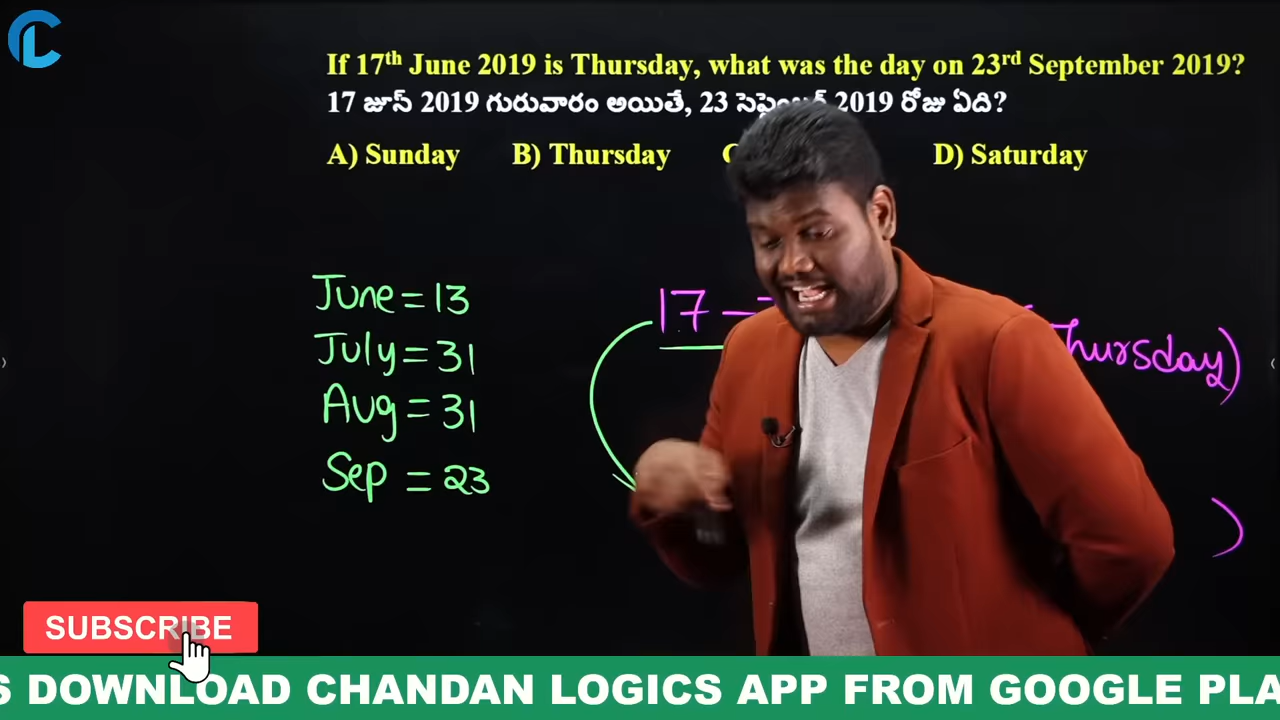 If 17th June 2019 is Thursday, what was the day on 23rd September 2019?
17 జూన్ 2019 గురువారం అయితే, 23 2019 రోజు ఏది?
A) Sunday B) Thursday D) Saturday
June = 13
July = 31
Aug = 31
Sep = 23
17 –
Thursday)
)
SUBSCRIBE
DOWNLOAD CHANDAN LOGICS APP FROM GOOGLE